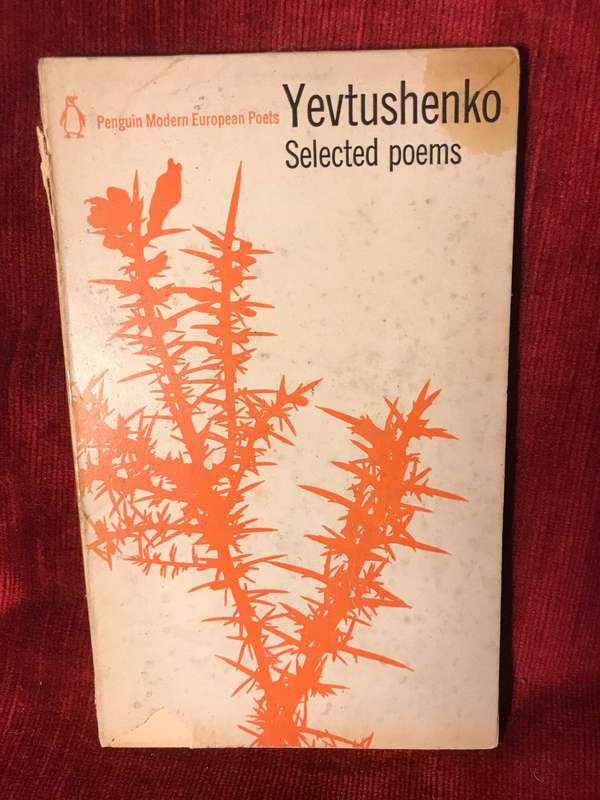 Penguin Modern European Poets
Yevtushenko
Selected poems